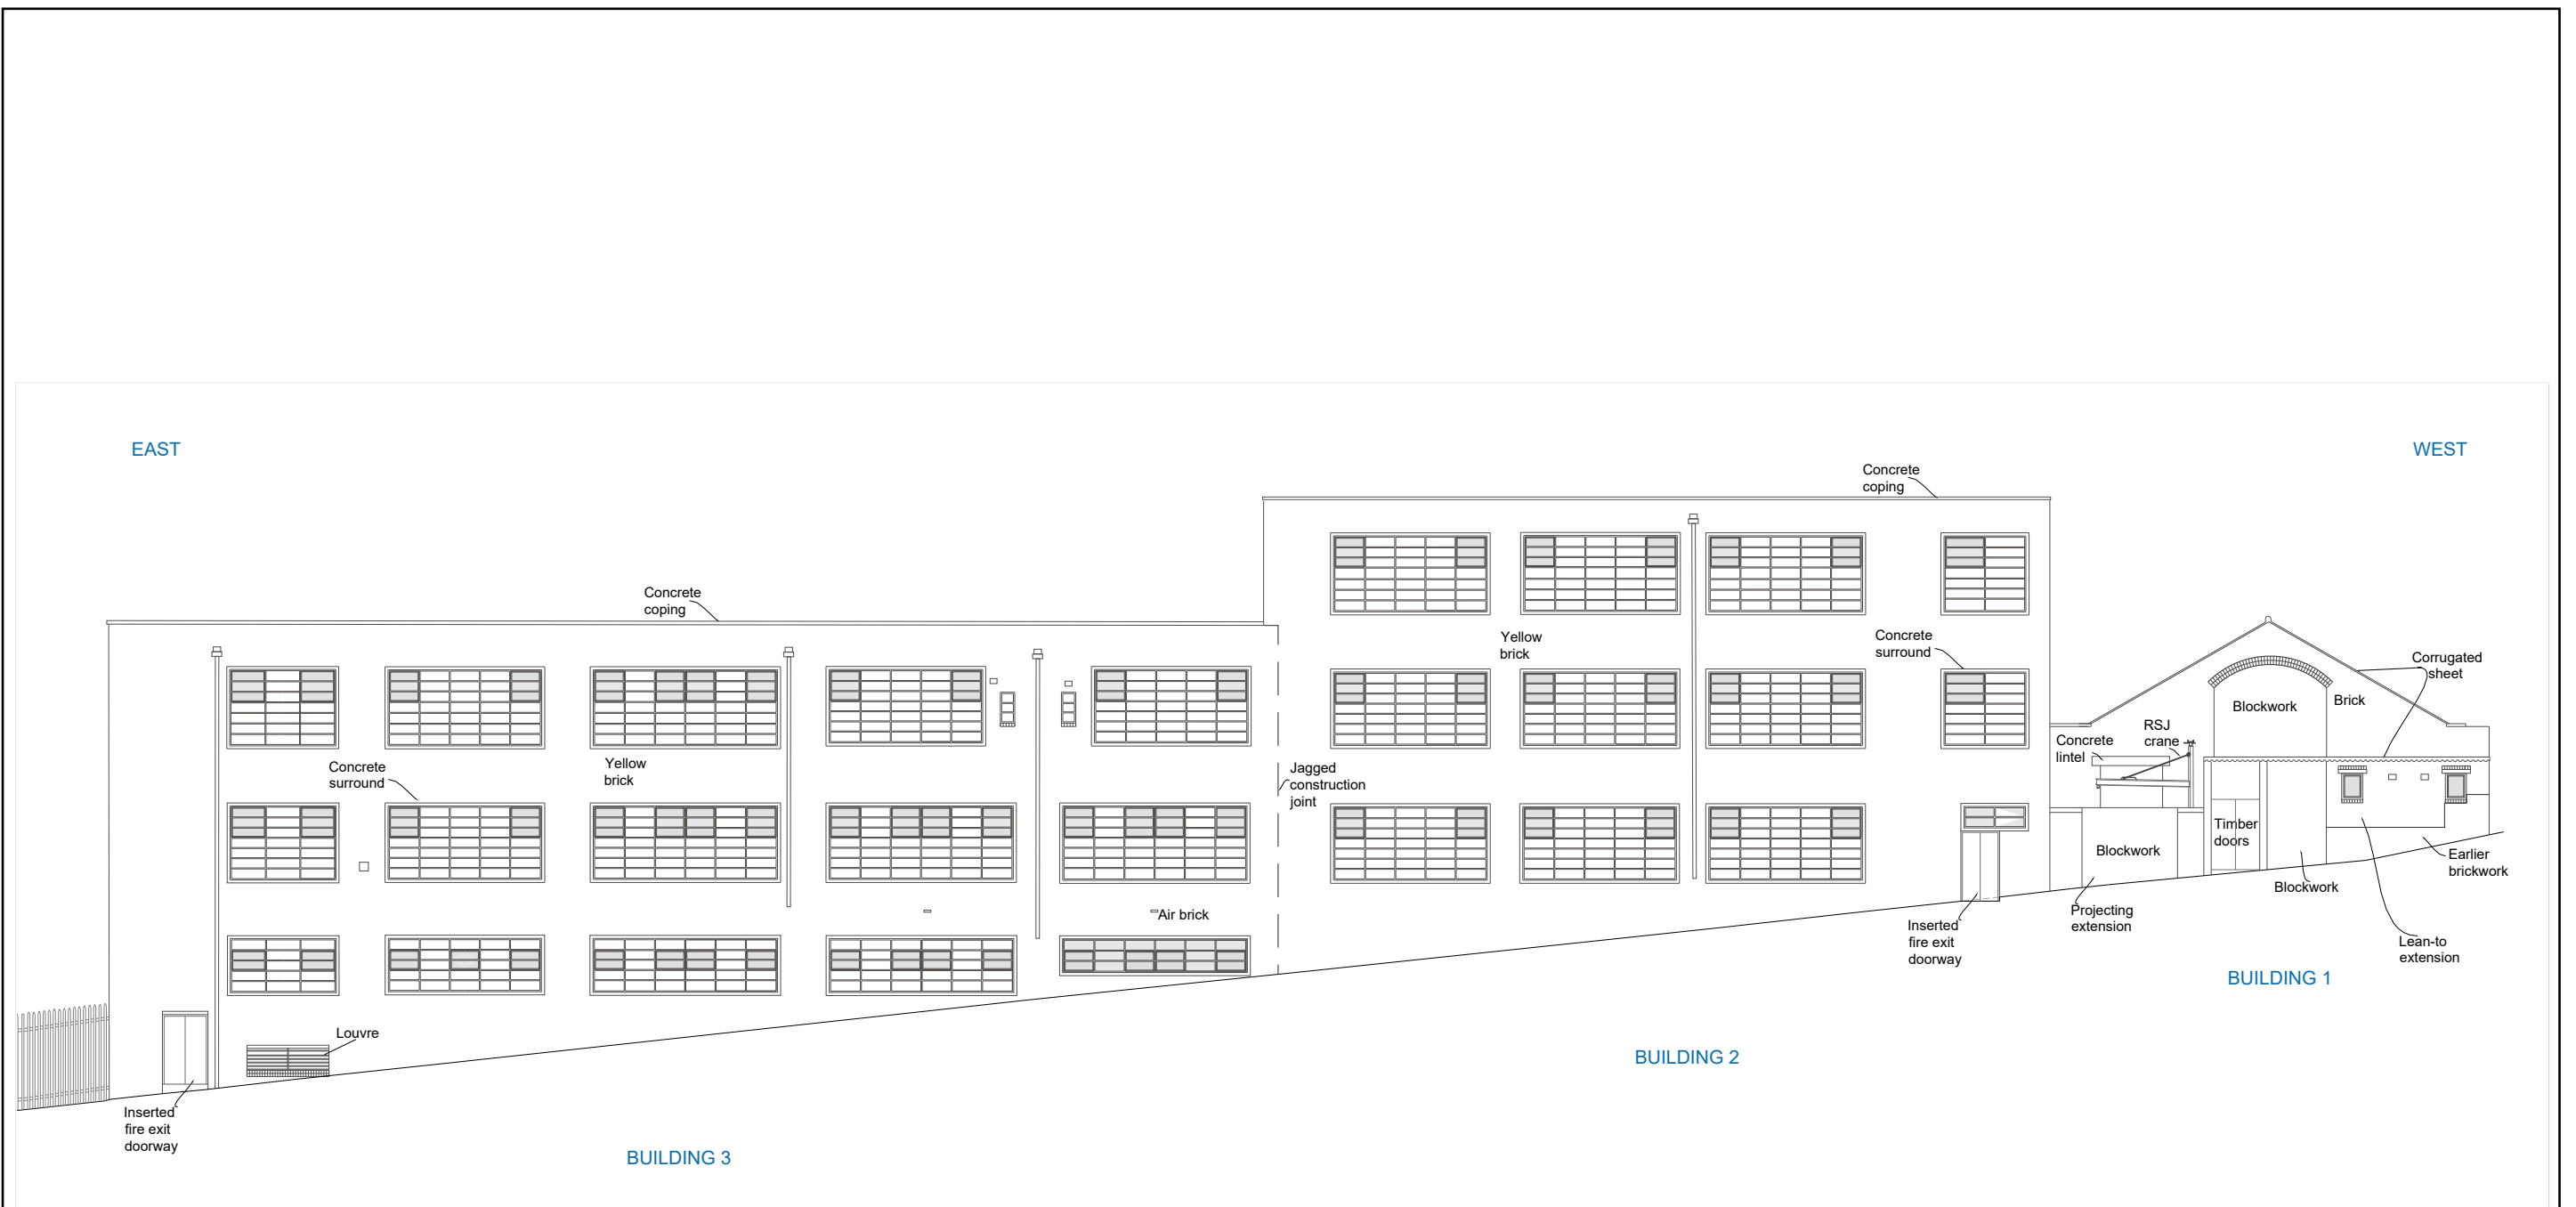 EAST
WEST
Concrete
coping
Concrete
coping
Yellow
brick
Concrete
surround
Corrugated
sheet
Brick
Blockwork
RSJ
crane
Concrete
lintel
Yellow
brick
Concrete
surround
Jagged
construction
joint
Timber
doors
Blockwork
Earlier
brickwork
Blockwork
Air brick
Projecting
extension
Inserted
fire exit
doorway
Lean-to
extension
BUILDING 1
Louvre
BUILDING 2
Inserted
fire exit
doorway
BUILDING 3